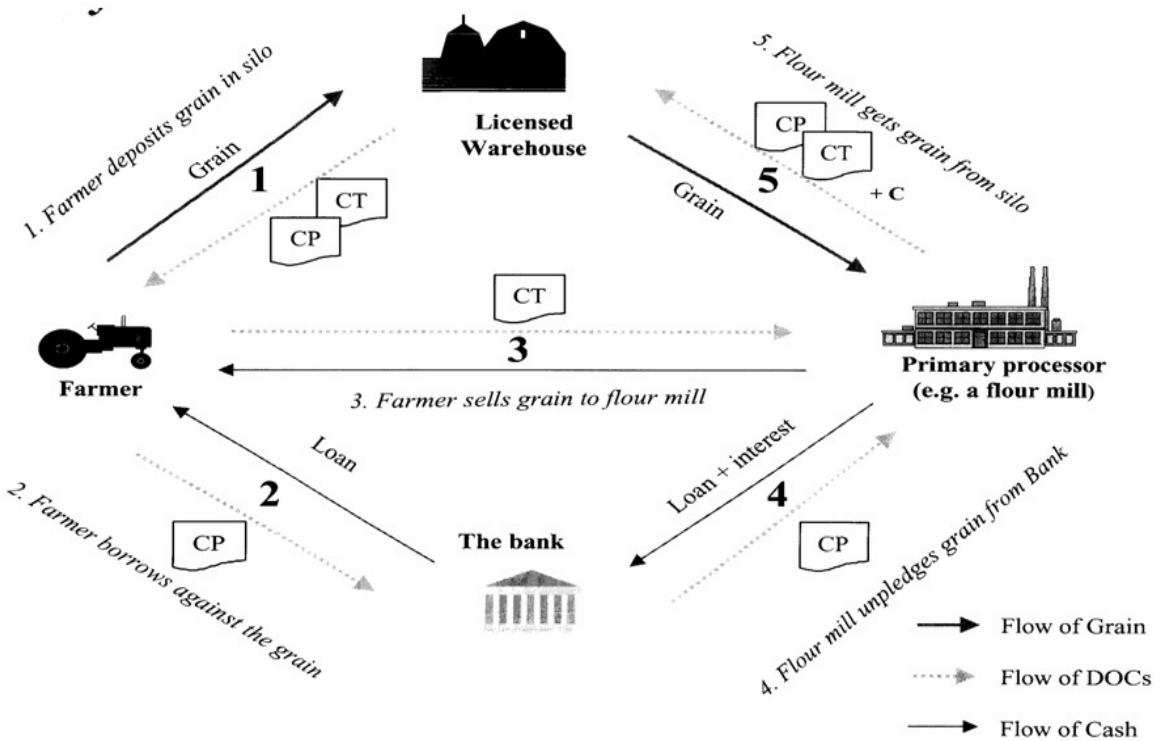 1. Farmer deposits grain in silo
Grain
1
CT
CP
Licensed
Warehouse
5. Flour mill gets grain from silo
CP
CT
5
+ C
Grain
CT
3
3. Farmer sells grain to flour mill
Farmer
Primary processor
(e.g. a flour mill)
Loan
2
CP
2. Farmer borrows against the grain
The bank
Loan + interest
4
CP
4. Flour mill unpledges grain from Bank
Flow of Grain
Flow of DOCs
Flow of Cash